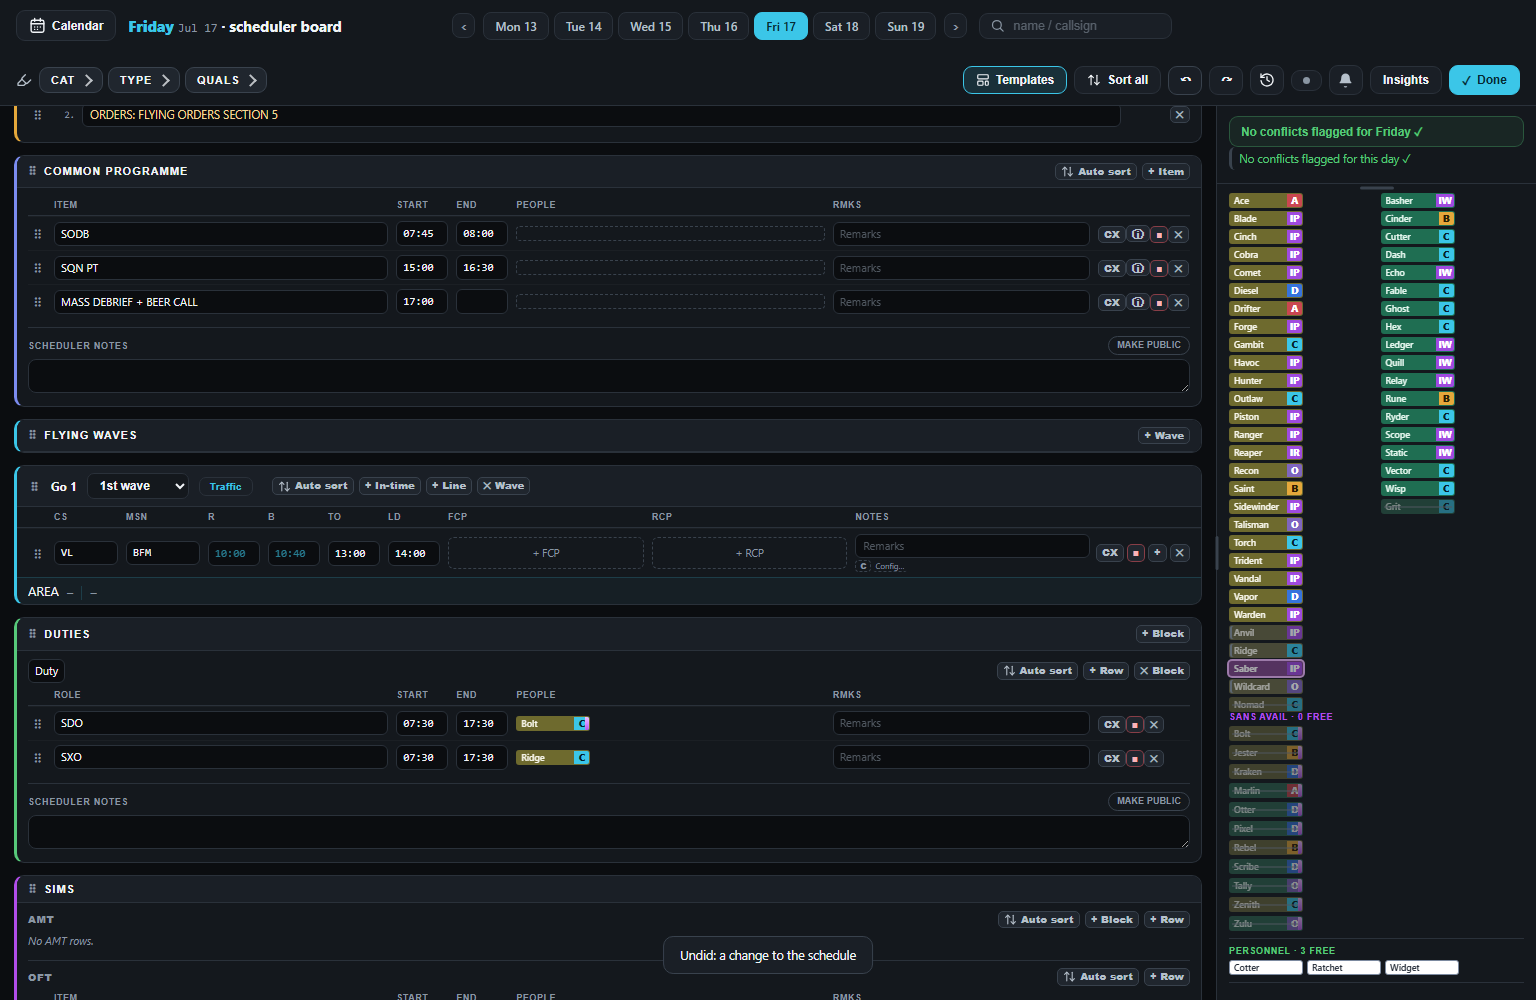 Calendar
Friday Jul 17 · scheduler board
‹ Mon 13 Tue 14 Wed 15 Thu 16 Fri 17 Sat 18 Sun 19 ›
name / callsign
CAT TYPE QUALS
Templates Sort all Insights ✓ Done
2. ORDERS: FLYING ORDERS SECTION 5 ✕
COMMON PROGRAMME Auto sort + Item
ITEM START END PEOPLE RMKS
SODB 07:45 08:00 Remarks CX ⓘ ■ ✕
SQN PT 15:00 16:30 Remarks CX ⓘ ■ ✕
MASS DEBRIEF + BEER CALL 17:00 Remarks CX ⓘ ■ ✕
SCHEDULER NOTES MAKE PUBLIC
FLYING WAVES + Wave
Go 1 1st wave Traffic Auto sort + In-time + Line ✕ Wave
CS MSN R B TO LD FCP RCP NOTES
VL BFM 10:00 10:40 13:00 14:00 + FCP + RCP Remarks CX ■ + ✕
C Config...
AREA – | –
DUTIES + Block
Duty Auto sort + Row ✕ Block
ROLE START END PEOPLE RMKS
SDO 07:30 17:30 Bolt C Remarks CX ■ ✕
SXO 07:30 17:30 Ridge C Remarks CX ■ ✕
SCHEDULER NOTES MAKE PUBLIC
SIMS
AMT Auto sort + Block + Row
No AMT rows.
Undid: a change to the schedule
OFT Auto sort + Row
ITEM START END PEOPLE RMKS
No conflicts flagged for Friday ✓
No conflicts flagged for this day ✓
Ace A
Blade IP
Cinch IP
Cobra IP
Comet IP
Diesel D
Drifter A
Forge IP
Gambit C
Havoc IP
Hunter IP
Outlaw C
Piston IP
Ranger IP
Reaper IR
Recon O
Saint B
Sidewinder IP
Talisman O
Torch C
Trident IP
Vandal IP
Vapor D
Warden IP
Anvil IP
Ridge C
Saber IP
Wildcard O
Nomad C
Basher IW
Cinder B
Cutter C
Dash C
Echo IW
Fable C
Ghost C
Hex C
Ledger IW
Quill IW
Relay IW
Rune B
Ryder C
Scope IW
Static IW
Vector C
Wisp C
Grit C
SANS AVAIL · 0 FREE
Bolt C
Jester B
Kraken D
Marlin A
Otter D
Pixel D
Rebel B
Scribe D
Tally O
Zenith C
Zulu O
PERSONNEL · 3 FREE
Cotter Ratchet Widget